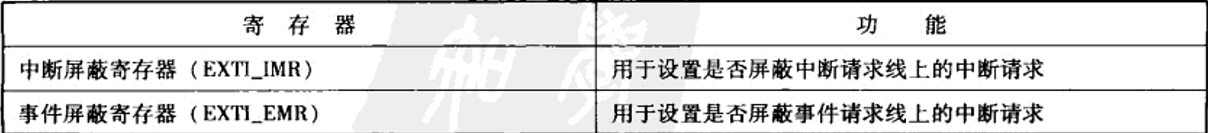 寄存器 功能
中断屏蔽寄存器（EXTI_IMR） 用于设置是否屏蔽中断请求线上的中断请求
事件屏蔽寄存器（EXTI_EMR） 用于设置是否屏蔽事件请求线上的中断请求